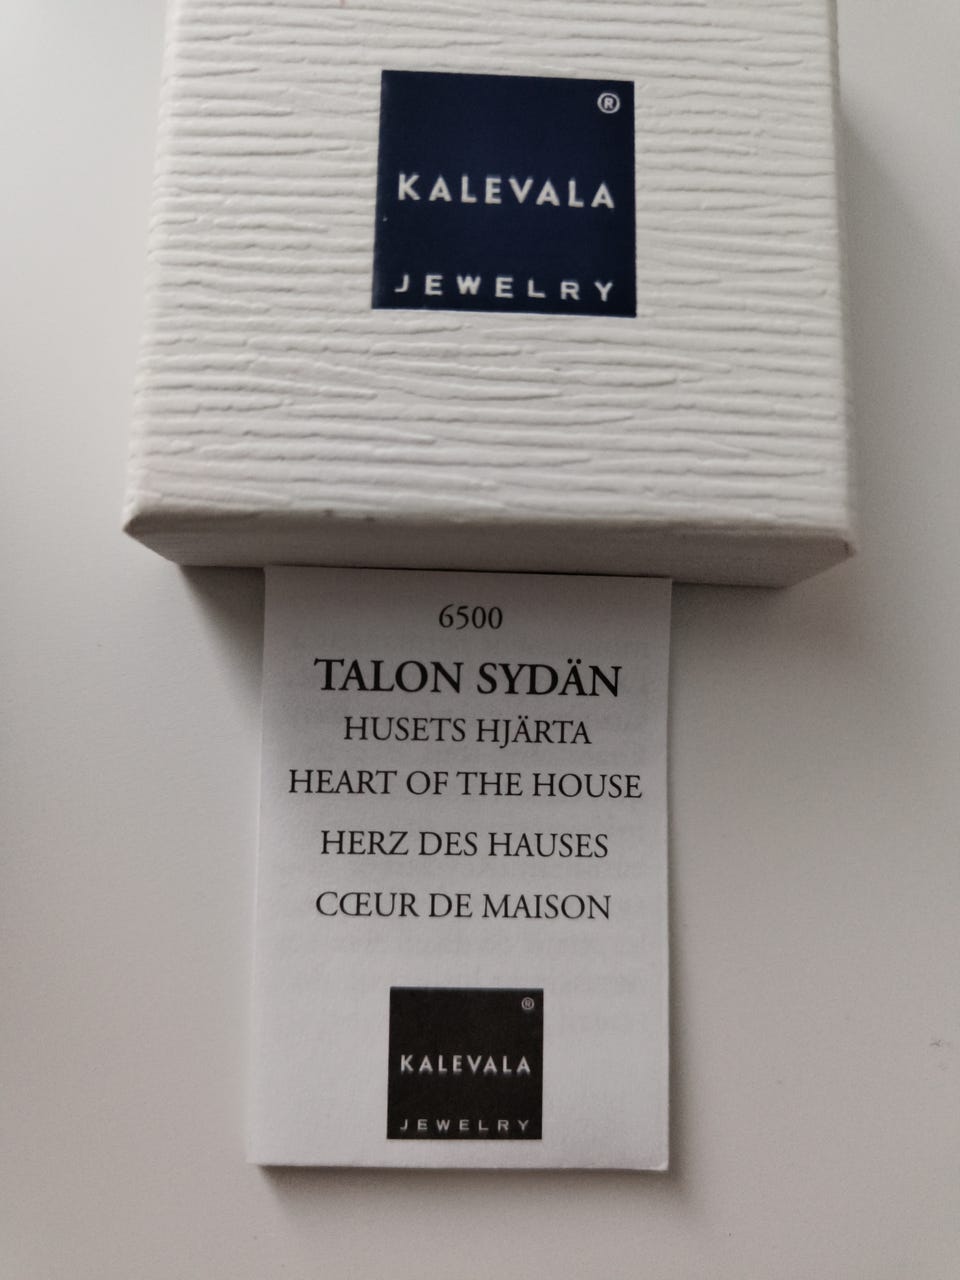 ®
KALEVALA
JEWELRY
6500
TALON SYDÄN
HUSETS HJÄRTA
HEART OF THE HOUSE
HERZ DES HAUSES
CŒUR DE MAISON
®
KALEVALA
JEWELRY